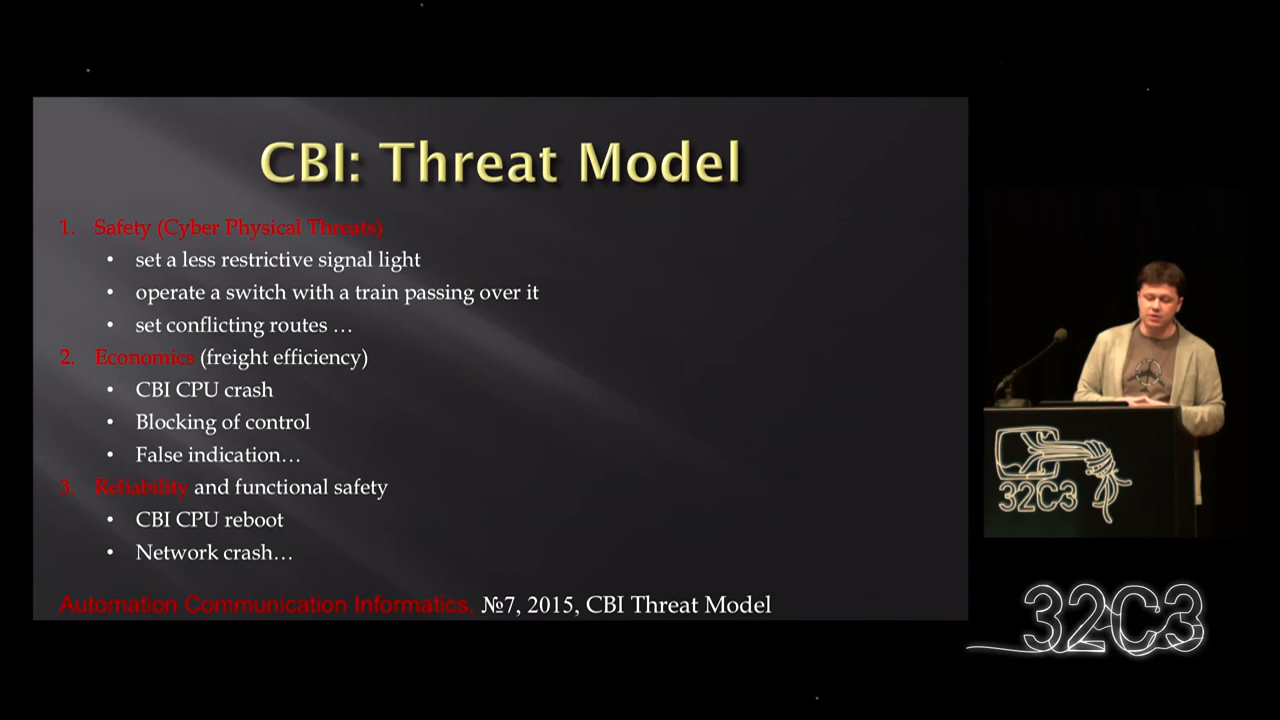 CBI: Threat Model
1. Safety (Cyber Physical Threats)
• set a less restrictive signal light
• operate a switch with a train passing over it
• set conflicting routes …
2. Economics (freight efficiency)
• CBI CPU crash
• Blocking of control
• False indication…
3. Reliability and functional safety
• CBI CPU reboot
• Network crash…
Automation Communication Informatics, №7, 2015, CBI Threat Model
32C3
32C3